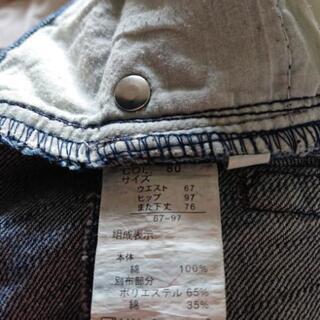 COL. 80
サイズ
ウエスト 67
ヒップ 97
また下丈 76
67-97
組成表示
本体
綿 100%
別布部分
ポリエステル 65%
綿 35%